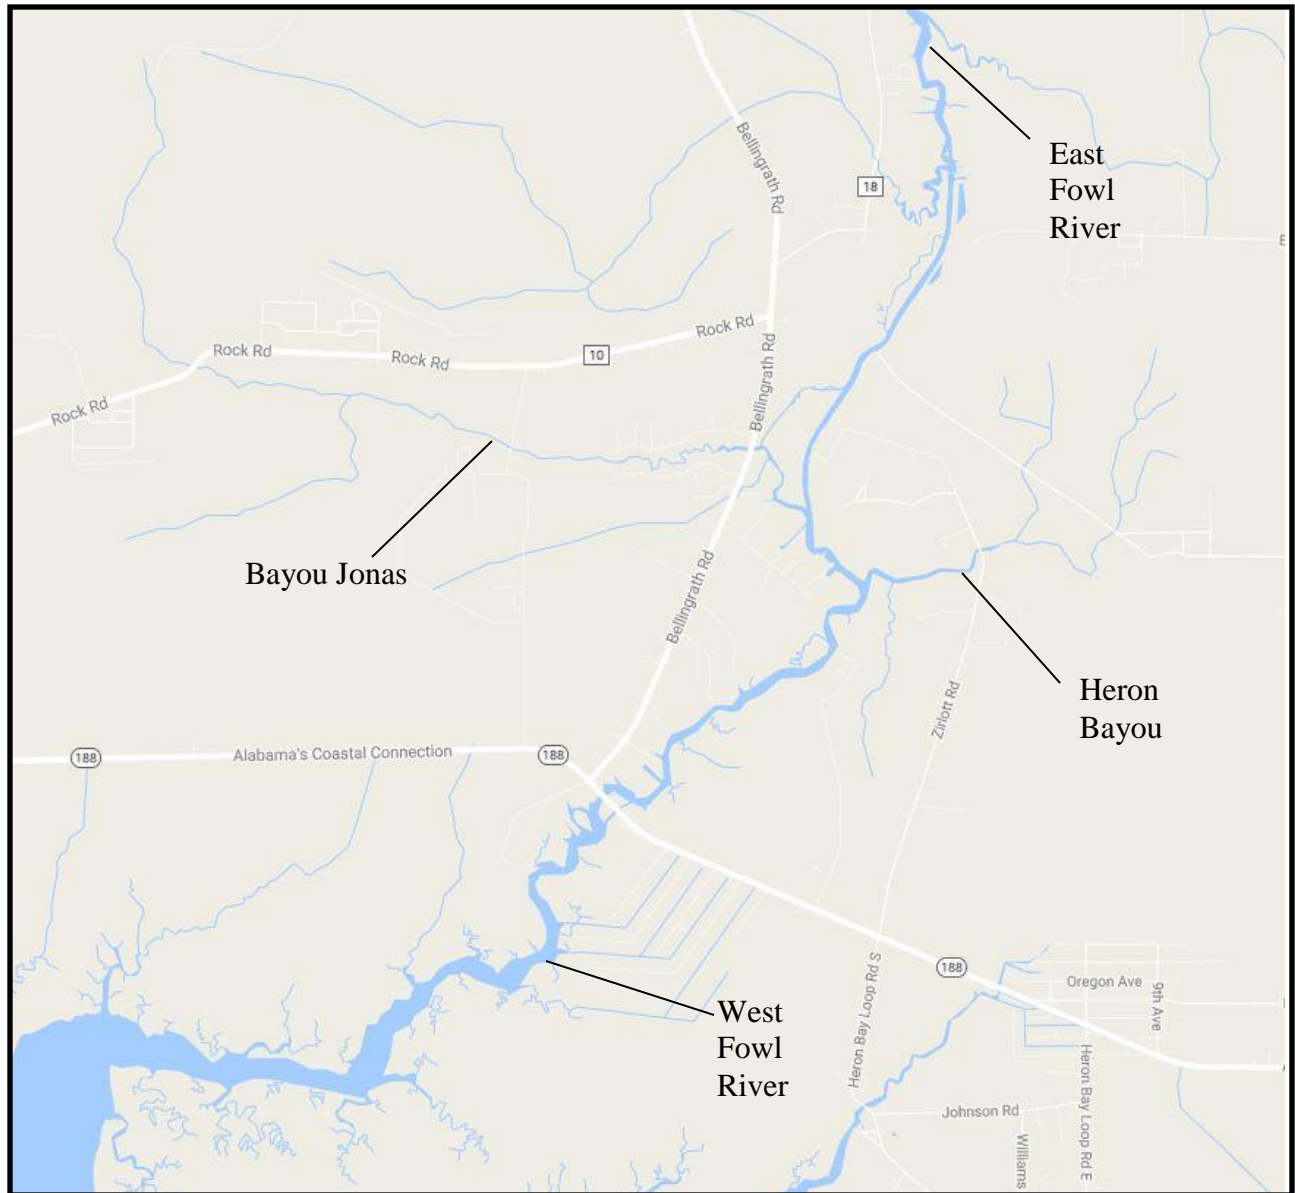 Bellingrath Rd
18
East
Fowl
River
Rock Rd
Rock Rd
Rock Rd
10
Rock Rd
Bellingrath Rd
Bayou Jonas
Bellingrath Rd
Heron
Bayou
Zirlott Rd
188
Alabama's Coastal Connection
188
188
Oregon Ave
9th Ave
Heron Bay Loop Rd S
West
Fowl
River
Heron Bay Loop Rd E
Johnson Rd
Williams